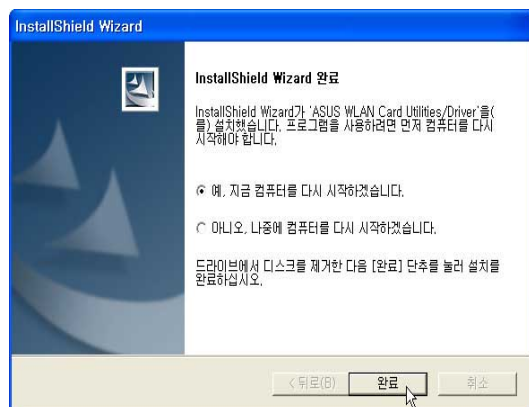 InstallShield Wizard
InstallShield Wizard 완료
InstallShield Wizard가 'ASUS WLAN Card Utilities/Driver'을(
를) 설치했습니다. 프로그램을 사용하려면 먼저 컴퓨터를 다시
시작해야 합니다.
예, 지금 컴퓨터를 다시 시작하겠습니다.
아니오, 나중에 컴퓨터를 다시 시작하겠습니다.
드라이브에서 디스크를 제거한 다음 [완료] 단추를 눌러 설치를
완료하십시오.
< 뒤로(B)
완료
취소